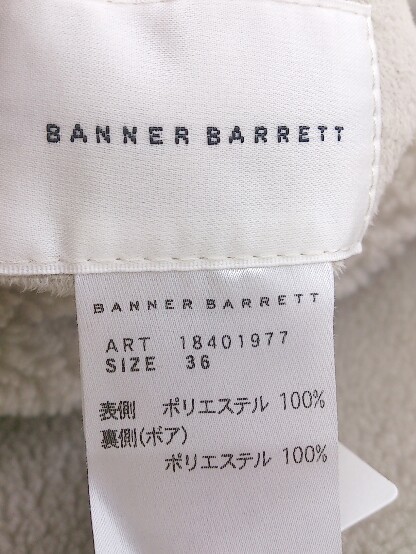 BANNER BARRETT
BANNER BARRETT
ART 18401977
SIZE 36
表側 ポリエステル 100%
裏側(ボア)
ポリエステル 100%